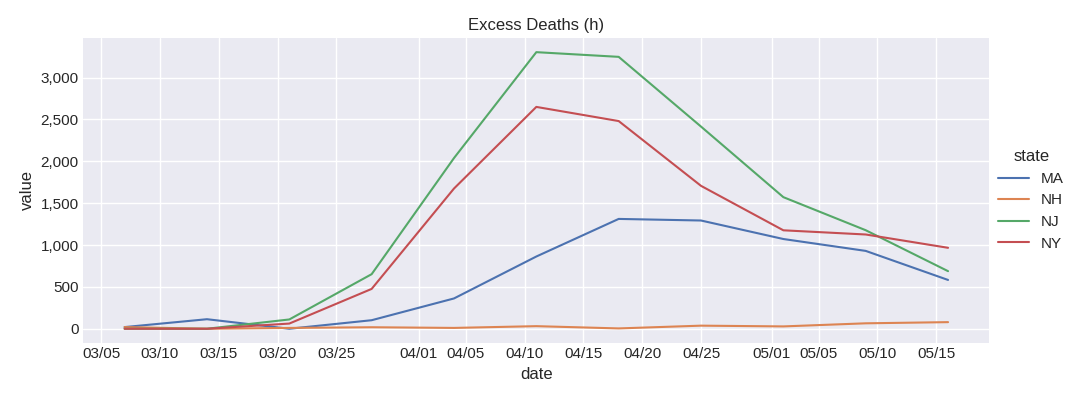 Excess Deaths (h)
3,000
2,500
2,000
1,500
1,000
500
0
value
03/05 03/10 03/15 03/20 03/25 04/01 04/05 04/10 04/15 04/20 04/25 05/01 05/05 05/10 05/15
date
state
MA
NH
NJ
NY